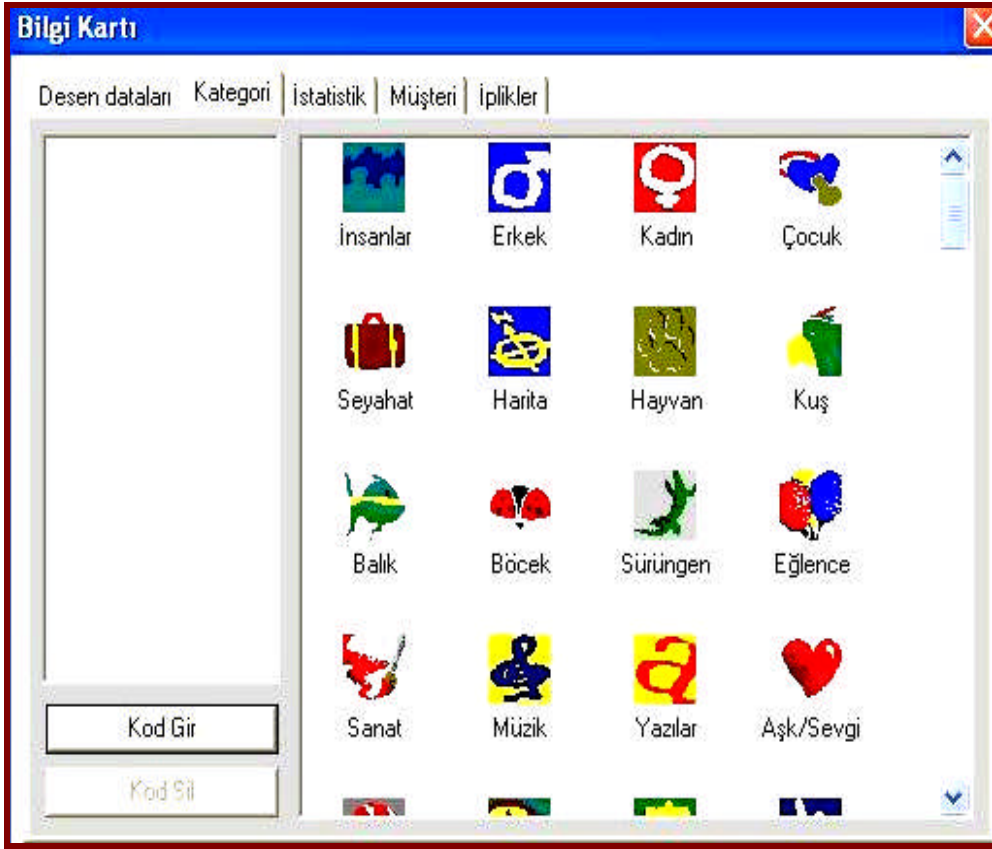 Bilgi Kartı
Desen dataları Kategori İstatistik Müşteri İplikler
İnsanlar Erkek Kadın Çocuk
Seyahat Harita Hayvan Kuş
Balık Böcek Sürüngen Eğlence
Sanat Müzik Yazılar Aşk/Sevgi
Kod Gir
Kod Sil